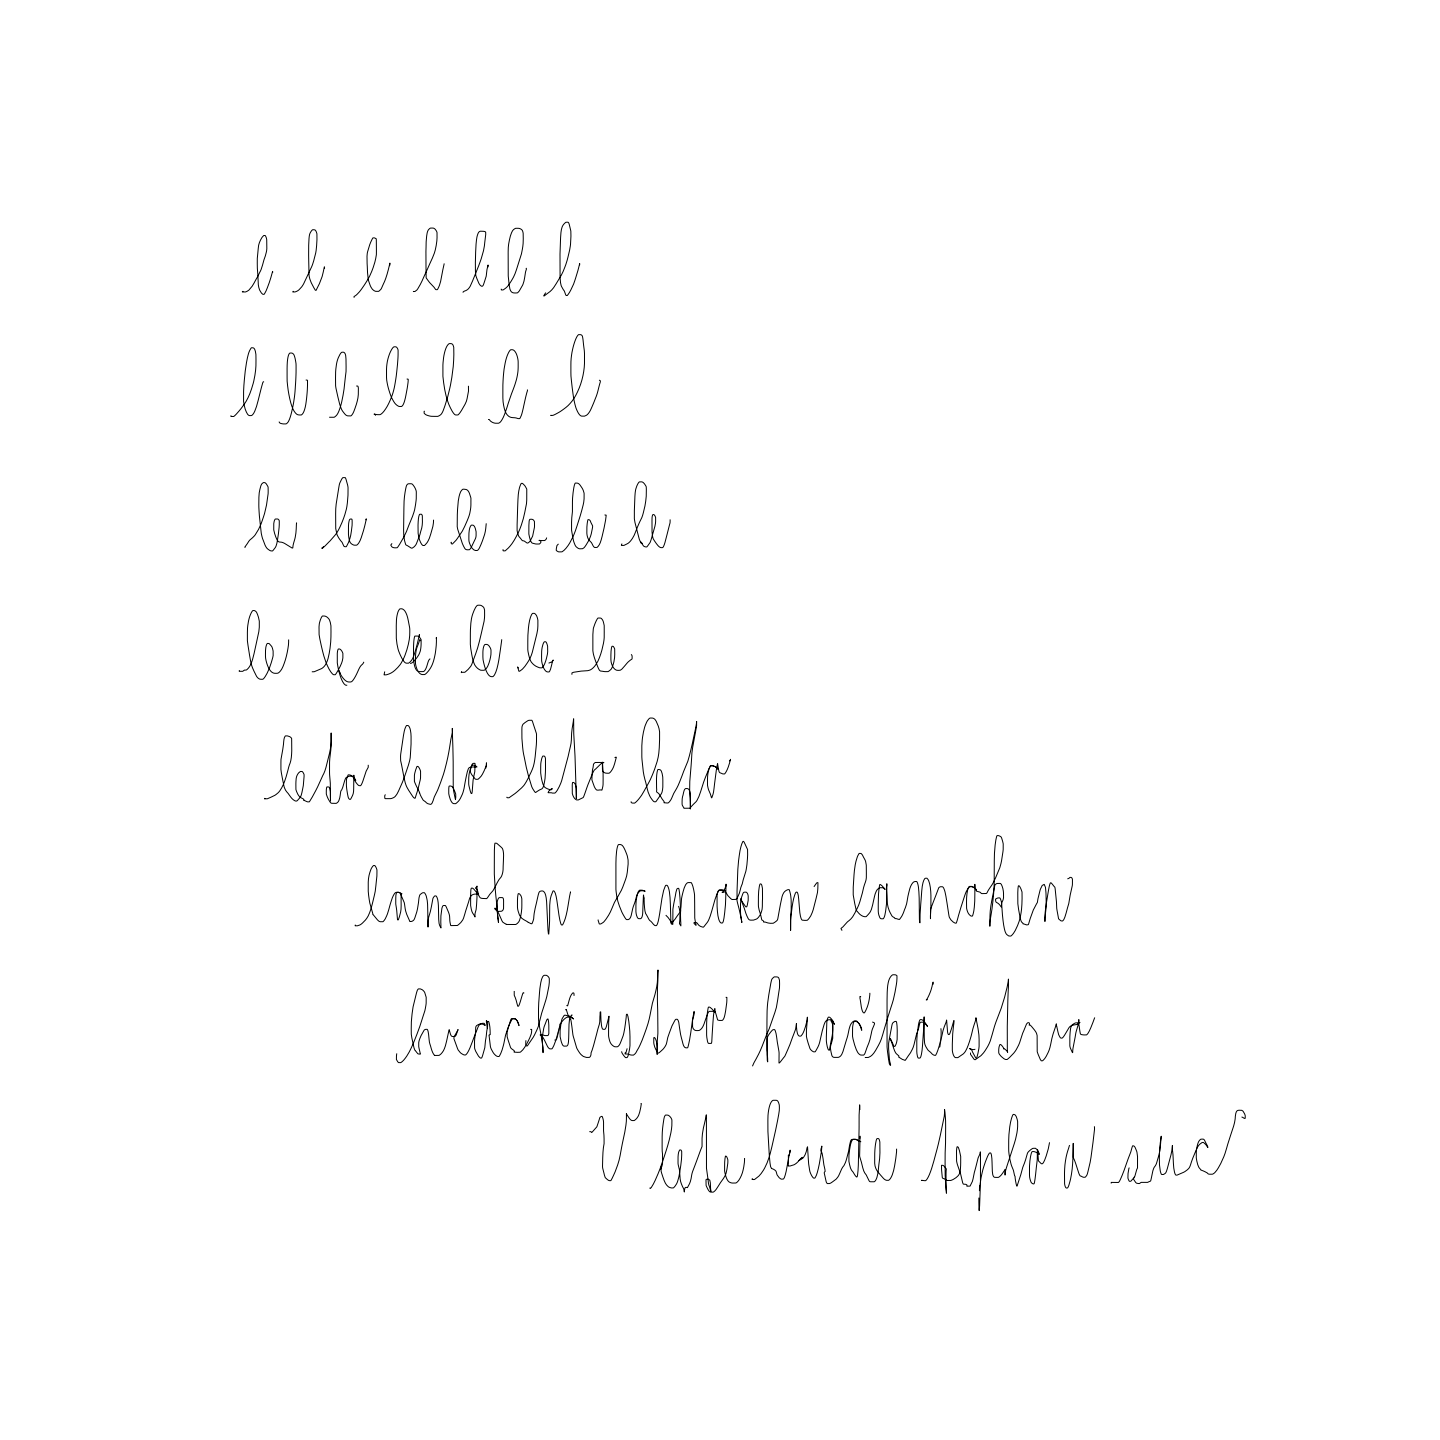 l l l l l l l
l l l l l l l
le le le le le le le
le le le le le le
leto leto leto leto
lamoken lamoken lamoken
hračkárstvo hračkárstvo
V lete bude teplo a suc